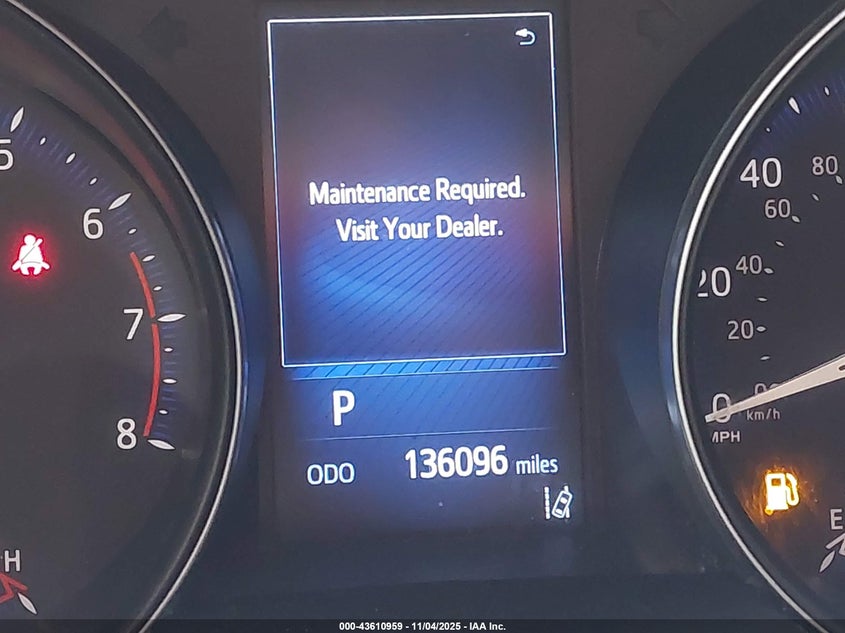 Maintenance Required.
Visit Your Dealer.
5
6
7
8
H
P
ODO 136096 miles
40
80
60
20
40
20
0
km/h
MPH
E
000-43610959 - 11/04/2025 - IAA Inc.